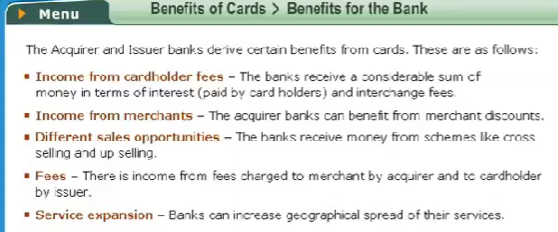 Menu
Benefits of Cards > Benefits for the Bank
The Acquirer and Issuer banks derive certain benefits from cards. These are as follows:
▪ Income from cardholder fees – The banks receive a considerable sum of
money in terms of interest (paid by card holders) and interchange fees.
▪ Income from merchants – The acquirer banks can benefit from merchant discounts.
▪ Different sales opportunities – The banks receive money from schemes like cross
selling and up selling.
▪ Fees – There is income from fees charged to merchant by acquirer and to cardholder
by issuer.
▪ Service expansion – Banks can increase geographical spread of their services.